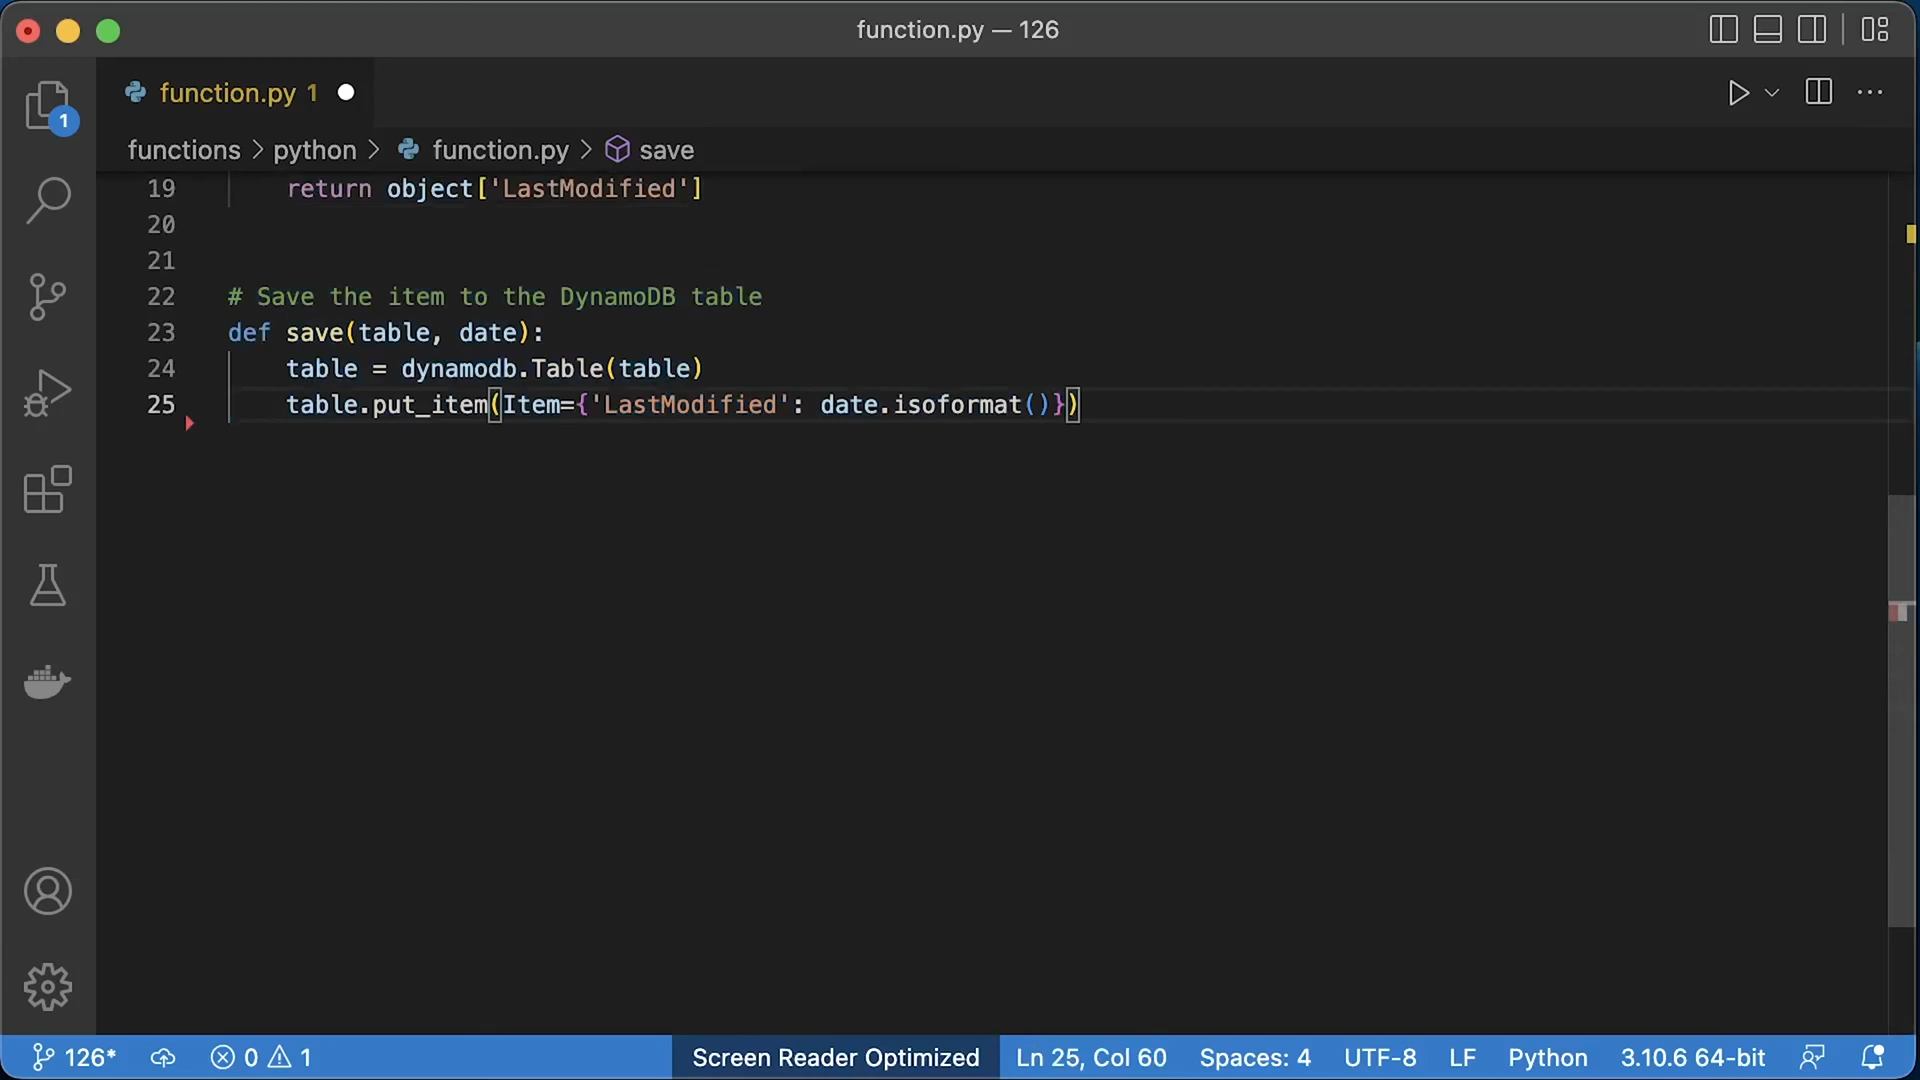 function.py — 126
function.py 1
functions > python > function.py > save
1
19 return object['LastModified']
20
21
22 # Save the item to the DynamoDB table
23 def save(table, date):
24 table = dynamodb.Table(table)
25 table.put_item(Item={'LastModified': date.isoformat()})
126* 0 1 Screen Reader Optimized Ln 25, Col 60 Spaces: 4 UTF-8 LF Python 3.10.6 64-bit